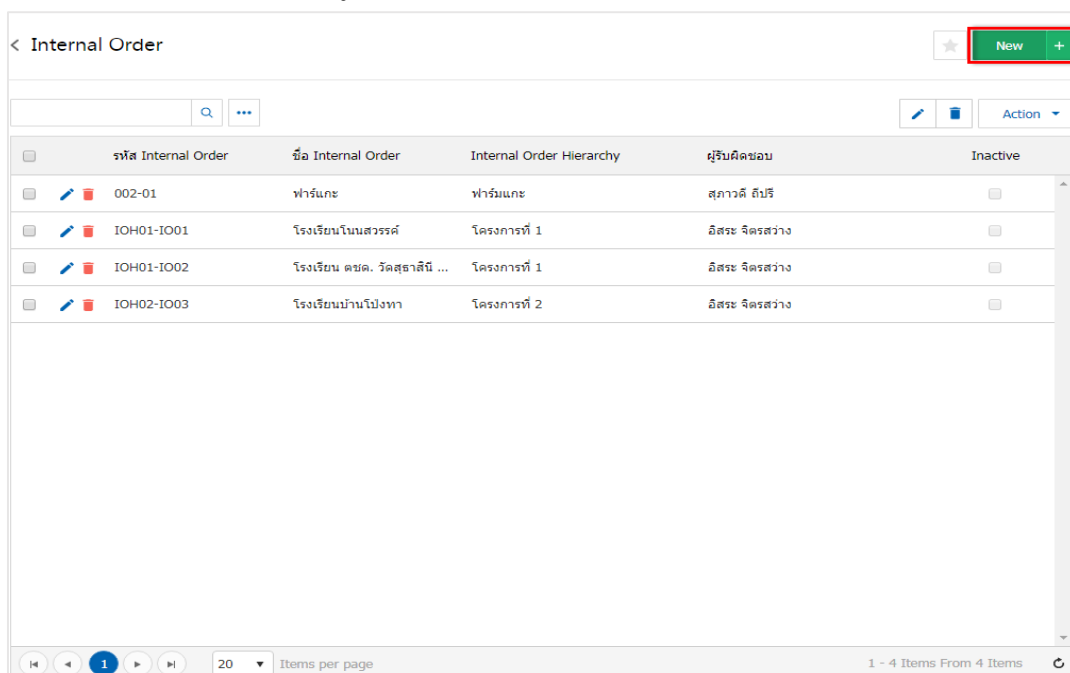 Internal Order
New +
Action
รหัส Internal Order ชื่อ Internal Order Internal Order Hierarchy ผู้รับผิดชอบ Inactive
002-01 ฟาร์แกะ ฟาร์มแกะ สุภาวดี ถีปรี
IOH01-IO01 โรงเรียนโนนสวรรค์ โครงการที่ 1 อิสระ จิตรสว่าง
IOH01-IO02 โรงเรียน ตชด. วัดสุธาสินี ... โครงการที่ 1 อิสระ จิตรสว่าง
IOH02-IO03 โรงเรียนบ้านโป่งทา โครงการที่ 2 อิสระ จิตรสว่าง
1 20 Items per page 1 - 4 Items From 4 Items